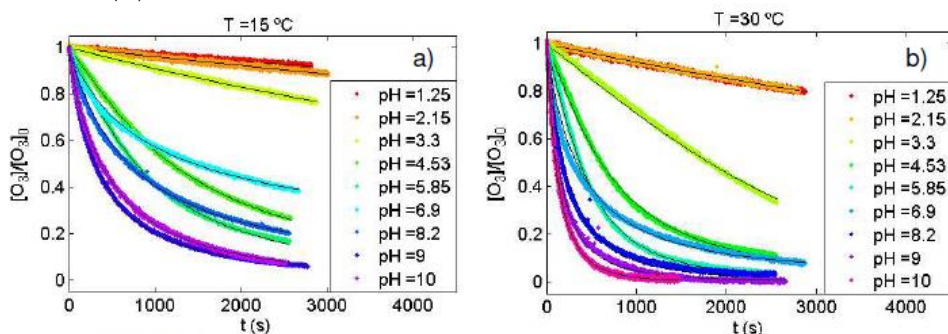 T =15 ºC
a)
[O3]/[O3]0
1
0.8
0.6
0.4
0.2
0
0
1000
2000
3000
4000
t (s)
pH =1.25
pH =2.15
pH =3.3
pH =4.53
pH =5.85
pH =6.9
pH =8.2
pH =9
pH =10
T =30 ºC
b)
[O3]/[O3]0
1
0.8
0.6
0.4
0.2
0
0
1000
2000
3000
4000
t (s)
pH =1.25
pH =2.15
pH =3.3
pH =4.53
pH =5.85
pH =6.9
pH =8.2
pH =9
pH =10